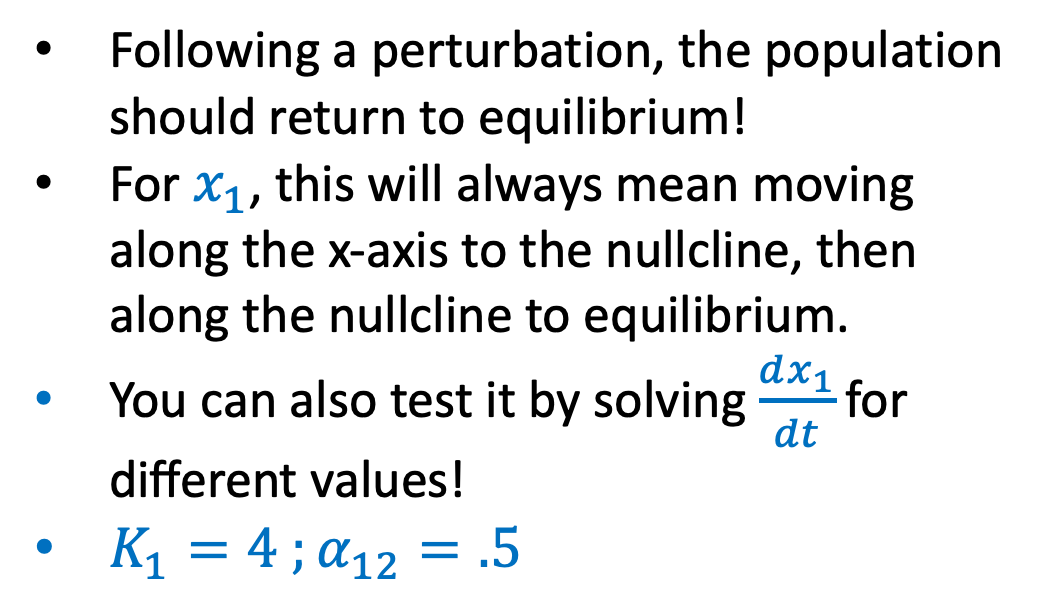 • Following a perturbation, the population
should return to equilibrium!
• For x₁, this will always mean moving
along the x-axis to the nullcline, then
along the nullcline to equilibrium.
• You can also test it by solving dx₁/dt for
different values!
• K₁ = 4 ; α₁₂ = .5